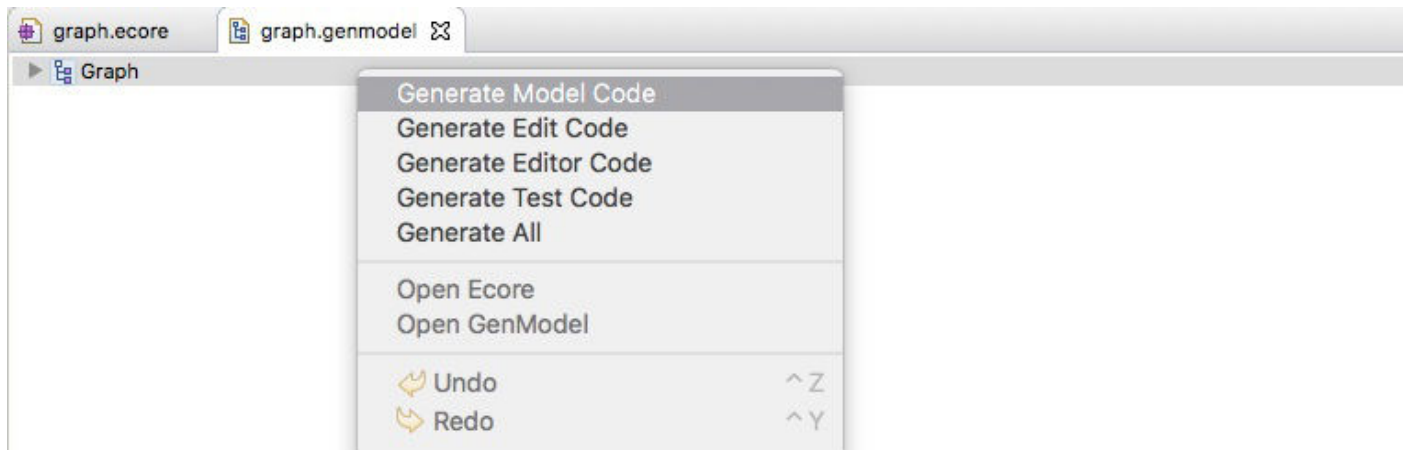 graph.ecore graph.genmodel
Graph
Generate Model Code
Generate Edit Code
Generate Editor Code
Generate Test Code
Generate All
Open Ecore
Open GenModel
Undo ^Z
Redo ^Y